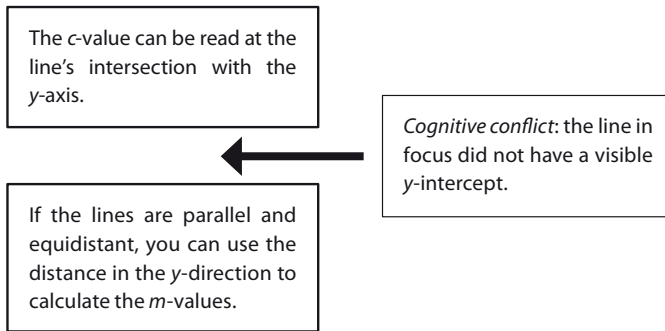 The c-value can be read at the
line's intersection with the
y-axis.
Cognitive conflict: the line in
focus did not have a visible
y-intercept.
If the lines are parallel and
equidistant, you can use the
distance in the y-direction to
calculate the m-values.